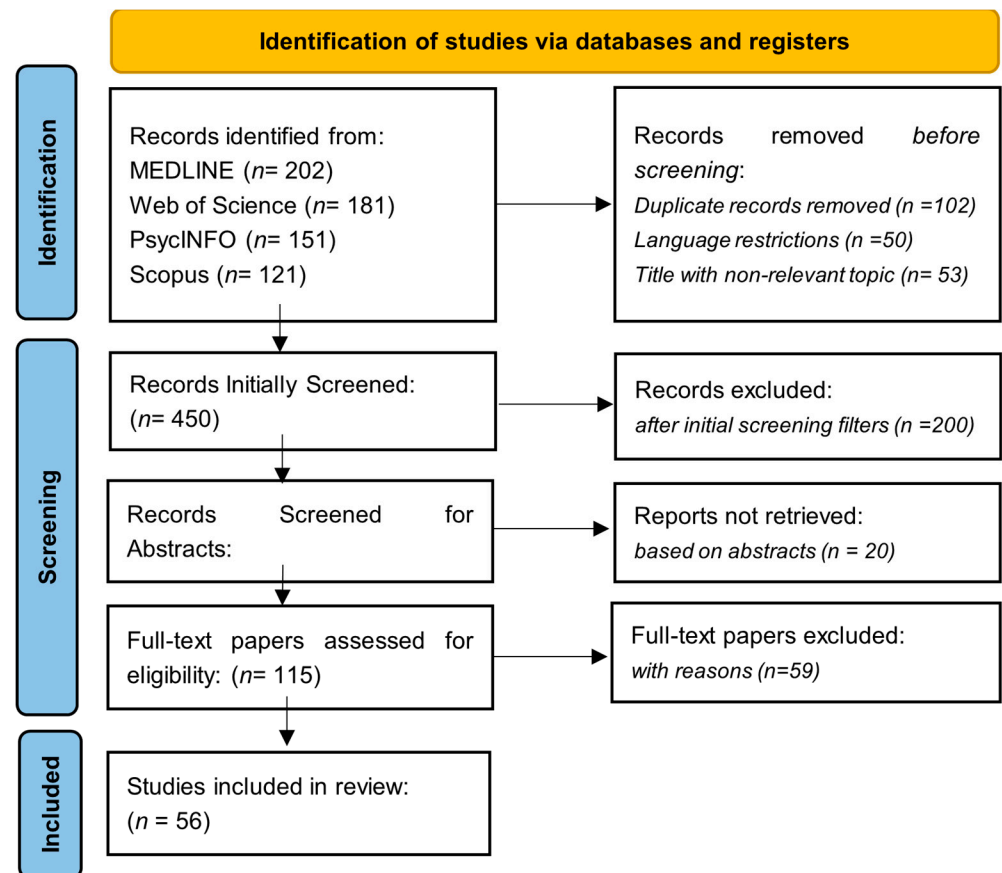 Identification of studies via databases and registers
Identification
Records identified from:
MEDLINE (n= 202)
Web of Science (n= 181)
PsycINFO (n= 151)
Scopus (n= 121)
Records removed before
screening:
Duplicate records removed (n =102)
Language restrictions (n =50)
Title with non-relevant topic (n= 53)
Screening
Records Initially Screened:
(n= 450)
Records excluded:
after initial screening filters (n =200)
Records Screened for
Abstracts:
Reports not retrieved:
based on abstracts (n = 20)
Full-text papers assessed for
eligibility: (n= 115)
Full-text papers excluded:
with reasons (n=59)
Included
Studies included in review:
(n = 56)